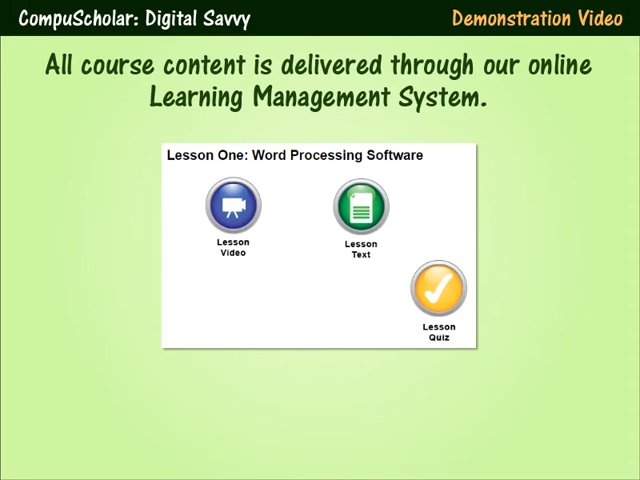 CompuScholar: Digital Savvy
Demonstration Video
All course content is delivered through our online
Learning Management System.
Lesson One: Word Processing Software
Lesson
Video
Lesson
Text
Lesson
Quiz